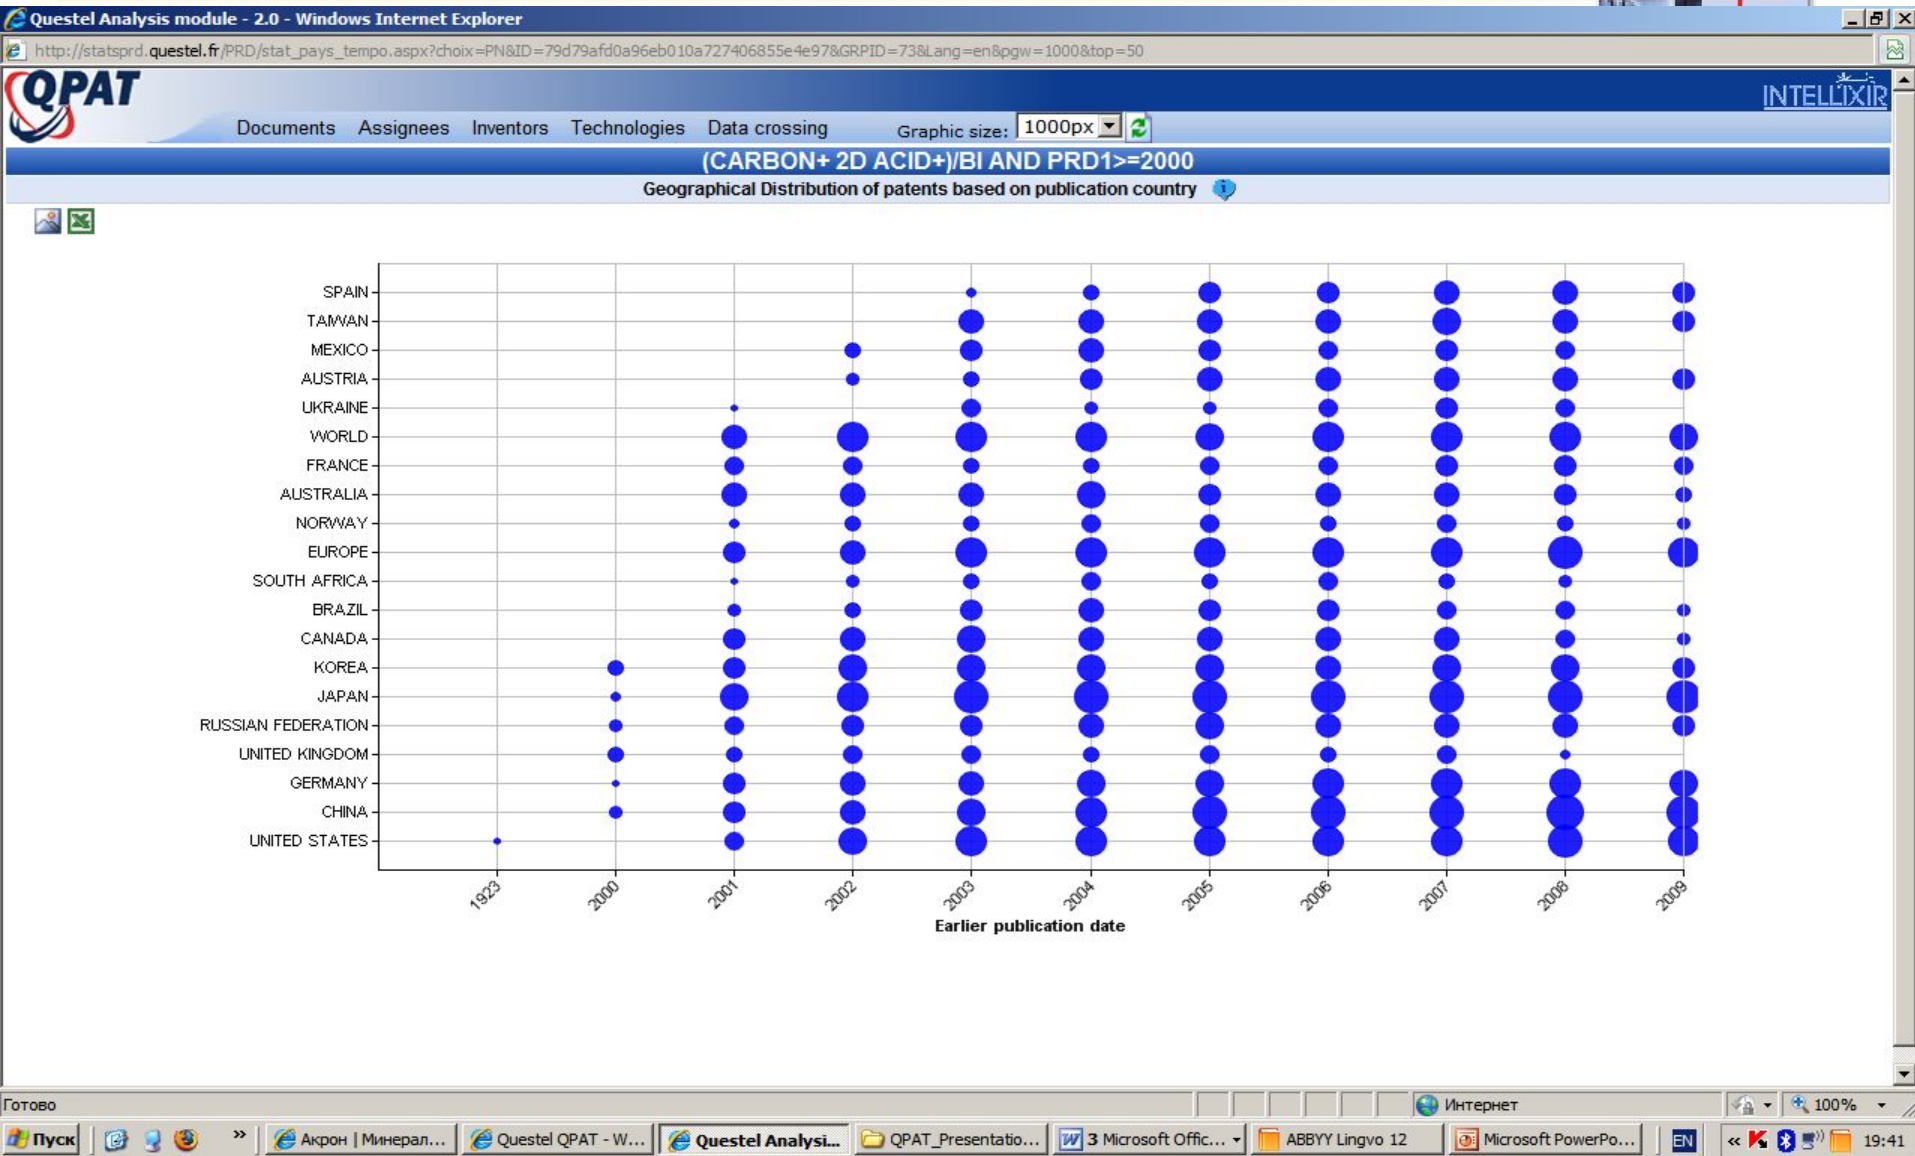 Questel Analysis module - 2.0 - Windows Internet Explorer
http://statsprd.questel.fr/PRD/stat_pays_tempo.aspx?choix=PN&ID=79d79afd0a96eb010a727406855e4e97&GRPID=73&Lang=en&pgw=1000&top=50
QPAT
INTELLIXIR
Documents Assignees Inventors Technologies Data crossing Graphic size: 1000px
(CARBON+ 2D ACID+)/BI AND PRD1>=2000
Geographical Distribution of patents based on publication country
SPAIN
TAIWAN
MEXICO
AUSTRIA
UKRAINE
WORLD
FRANCE
AUSTRALIA
NORWAY
EUROPE
SOUTH AFRICA
BRAZIL
CANADA
KOREA
JAPAN
RUSSIAN FEDERATION
UNITED KINGDOM
GERMANY
CHINA
UNITED STATES
1923 2000 2001 2002 2003 2004 2005 2006 2007 2008 2009
Earlier publication date
Готово Интернет 100%
Пуск » Акрон | Минерал... Questel QPAT - W... Questel Analysi... QPAT_Presentatio... 3 Microsoft Offic... ABBYY Lingvo 12 Microsoft PowerPo... EN « 19:41